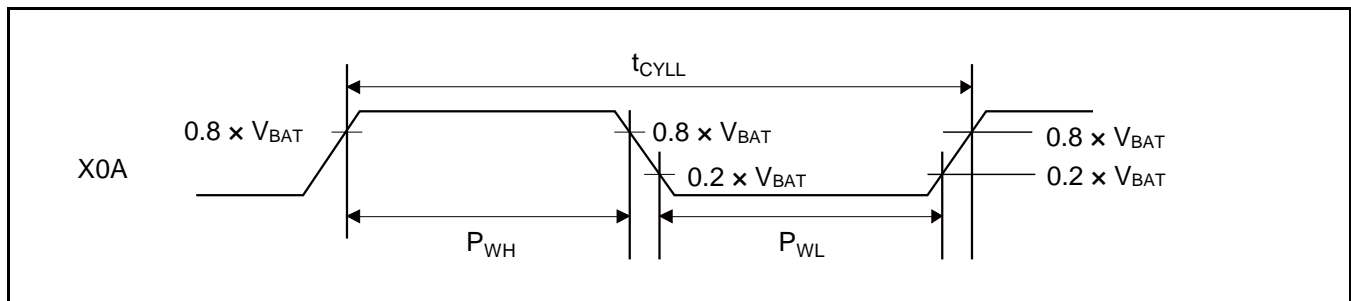 tCYLL
0.8 × VBAT
0.8 × VBAT
0.8 × VBAT
X0A
0.2 × VBAT
0.2 × VBAT
PWH
PWL